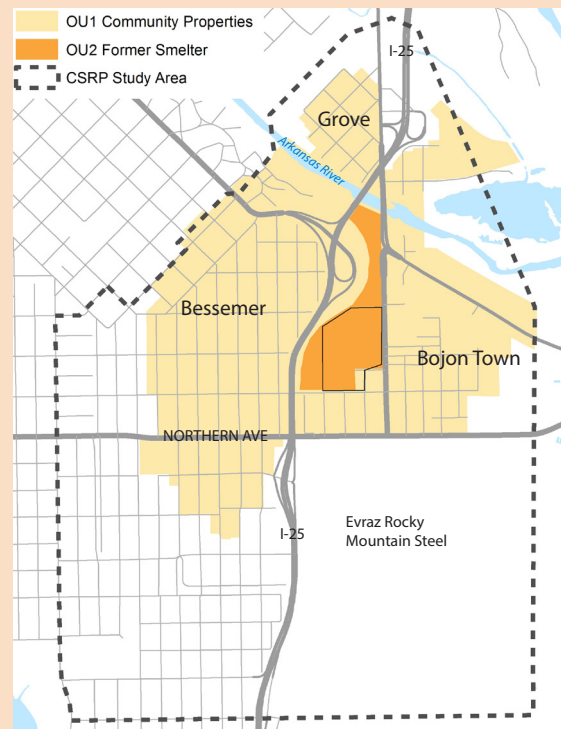 OU1 Community Properties
OU2 Former Smelter
CSRP Study Area
I-25
Grove
Arkansas River
Bessemer
Bojon Town
NORTHERN AVE
Evraz Rocky
Mountain Steel
I-25